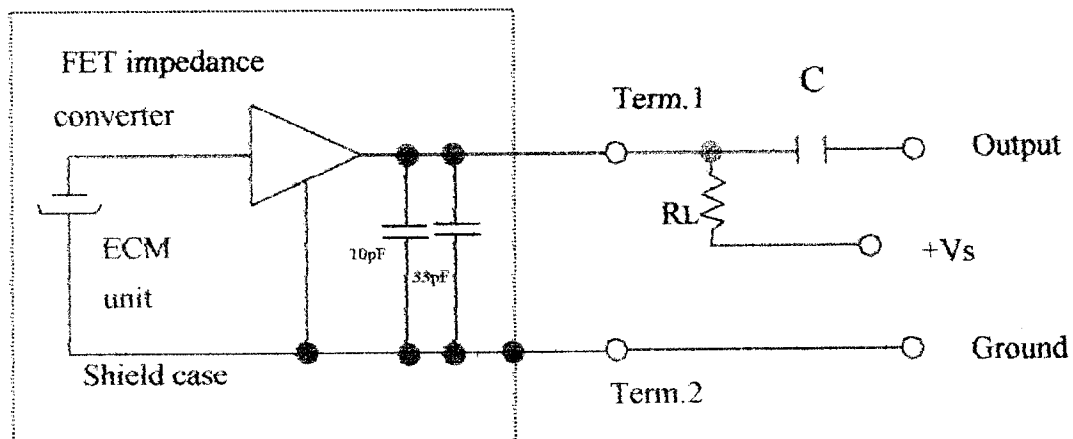 FET impedance
converter
Term.1
C
Output
RL
+Vs
10pF
33pF
ECM
unit
Shield case
Term.2
Ground